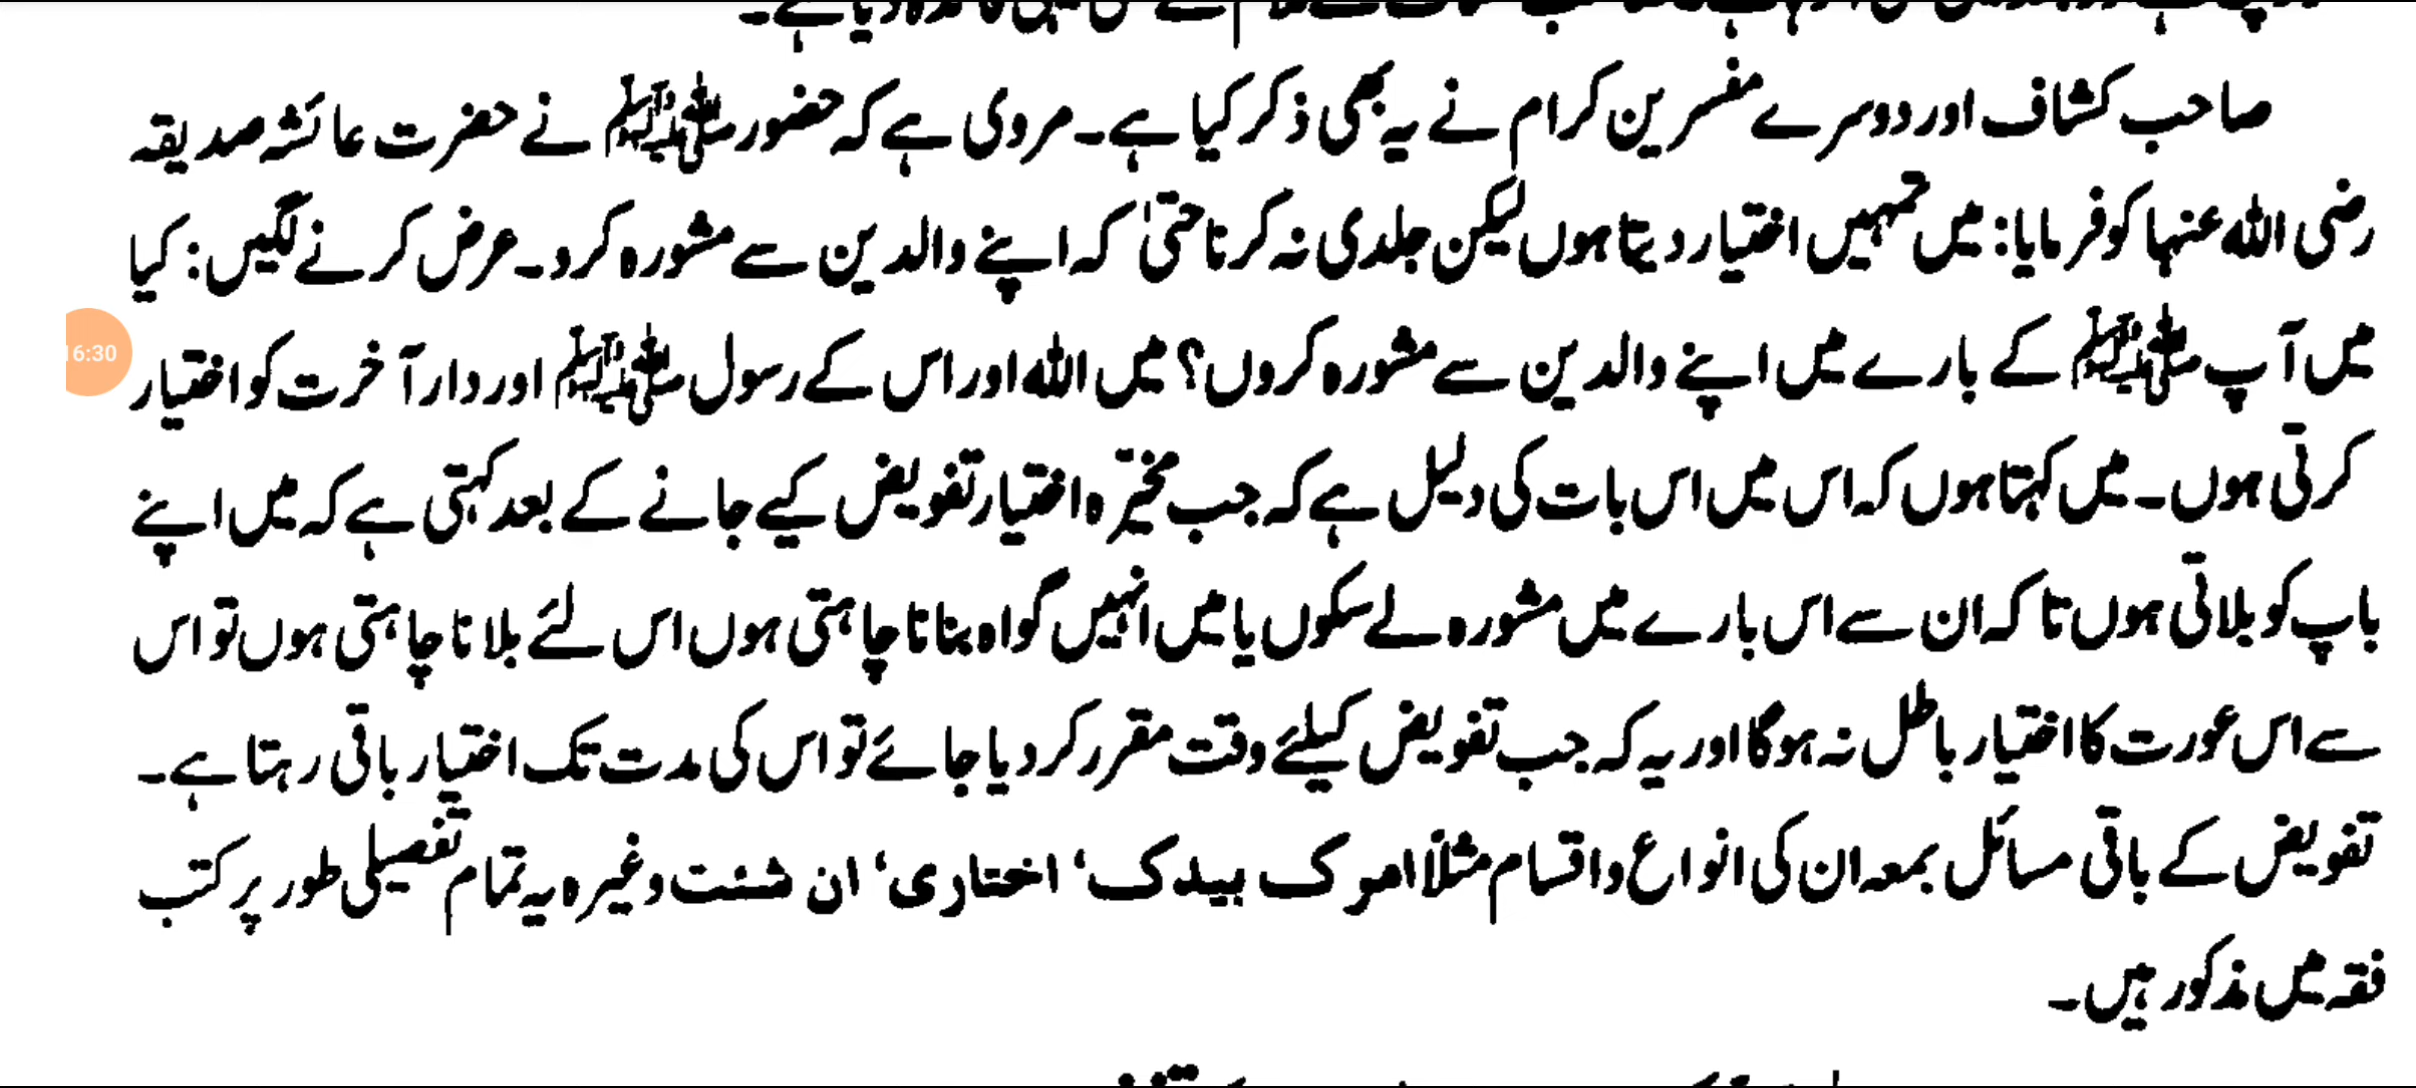 صاحب کشاف اور دوسرے مفسرین کرام نے یہ بھی ذکر کیا ہے۔ مروی ہے کہ حضور ﷺ نے حضرت عائشہ صدیقہ
رضی اللہ عنہا کو فرمایا: میں تمہیں اختیار دیتا ہوں لیکن جلدی نہ کرنا حتیٰ کہ اپنے والدین سے مشورہ کرو۔ عرض کرنے لگیں: کیا
میں آپ ﷺ کے بارے میں اپنے والدین سے مشورہ کروں؟ میں اللہ اور اس کے رسول ﷺ اور دار آخرت کو اختیار
16:30
کرتی ہوں۔ میں کہتا ہوں کہ اس میں اس بات کی دلیل ہے کہ جب مخیّرہ اختیار تفویض کیے جانے کے بعد کہتی ہے کہ میں اپنے
باپ کو بلاتی ہوں تا کہ ان سے اس بارے میں مشورہ لے سکوں یا میں انہیں گواہ بنانا چاہتی ہوں اس لئے بلانا چاہتی ہوں تو اس
سے اس عورت کا اختیار باطل نہ ہوگا اور یہ کہ جب تفویض کیلئے وقت مقرر کر دیا جائے تو اس کی مدت تک اختیار باقی رہتا ہے۔
تفویض کے باقی مسائل بمعہ ان کی انواع و اقسام مثلاً امرک بیدک‘ اختاری‘ ان شئت وغیرہ یہ تمام تفصیلی طور پر کتب
فقہ میں مذکور ہیں۔